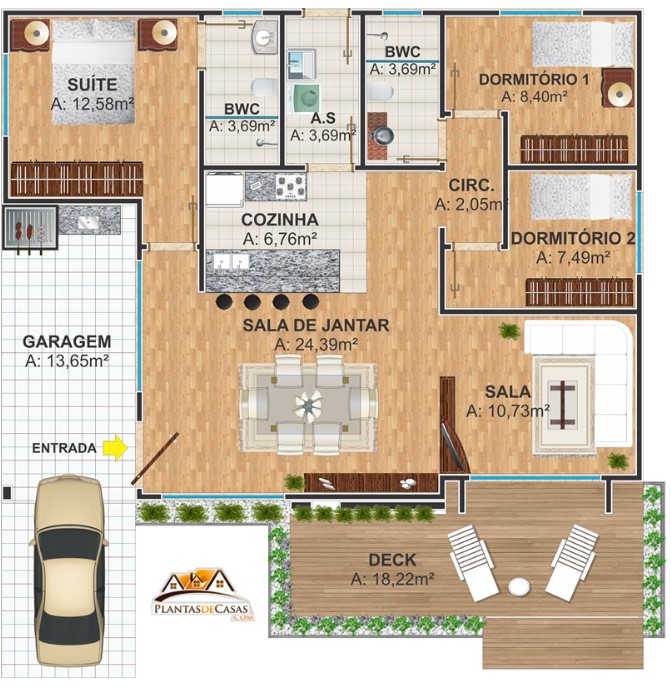 SUÍTE
A: 12,58m²
BWC
A: 3,69m²
A.S
A: 3,69m²
BWC
A: 3,69m²
DORMITÓRIO 1
A: 8,40m²
CIRC.
A: 2,05m²
COZINHA
A: 6,76m²
DORMITÓRIO 2
A: 7,49m²
GARAGEM
A: 13,65m²
SALA DE JANTAR
A: 24,39m²
SALA
A: 10,73m²
ENTRADA
DECK
A: 18,22m²
PLANTASDECASAS
.COM